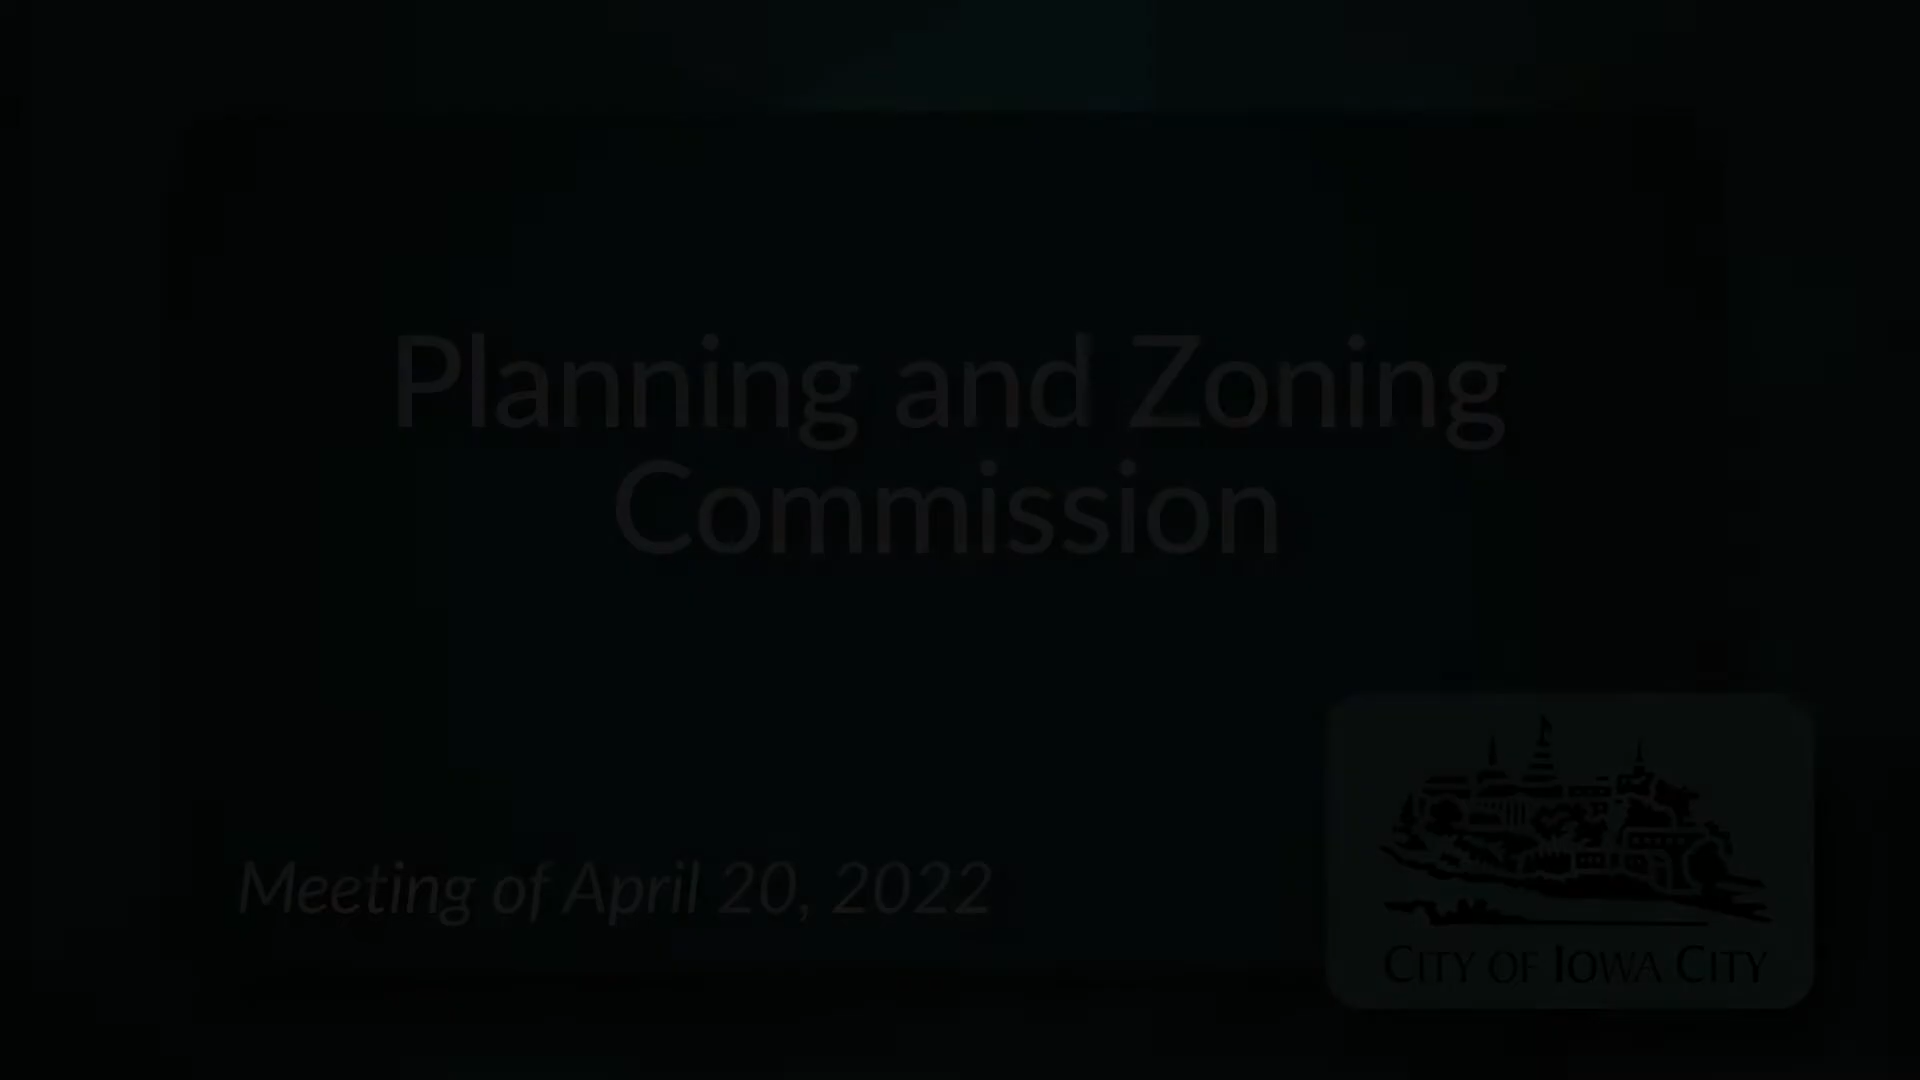 Planning and Zoning
Commission
Meeting of April 20, 2022
CITY OF IOWA CITY